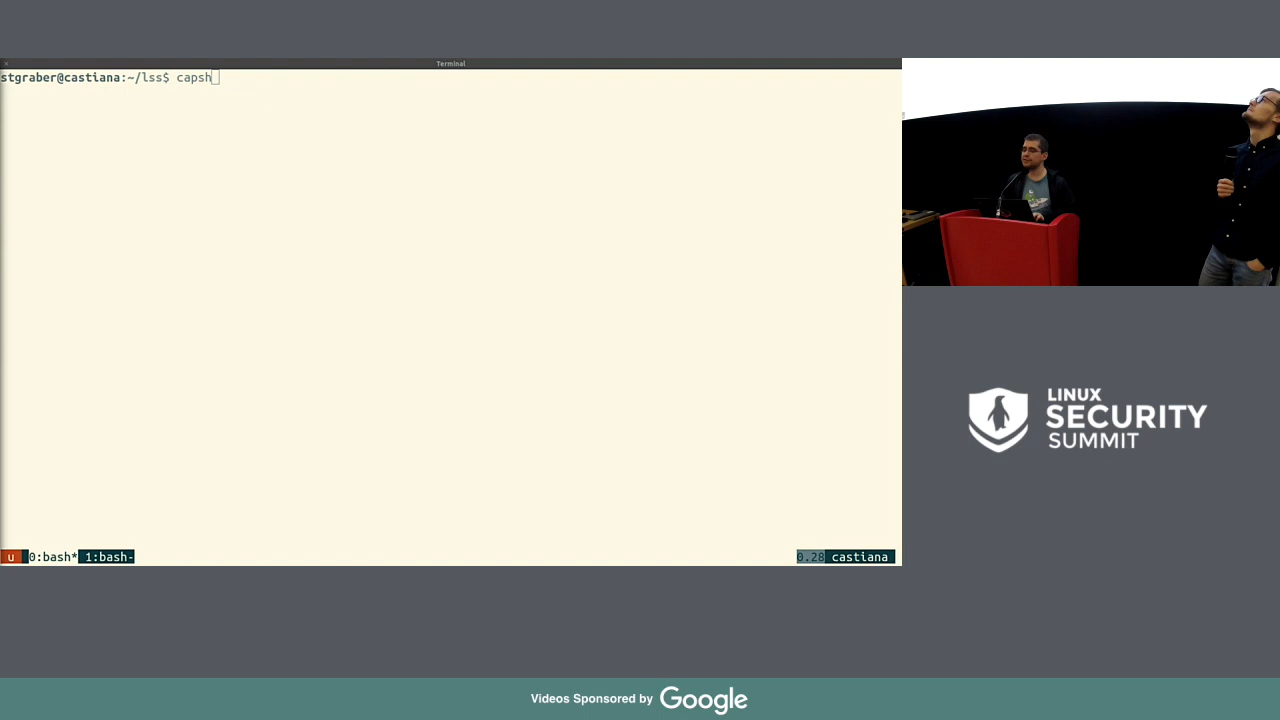 Terminal
stgraber@castiana:~/lss$ capsh
u 0:bash* 1:bash-
0.28 castiana
LINUX
SECURITY
SUMMIT
Videos Sponsored by Google